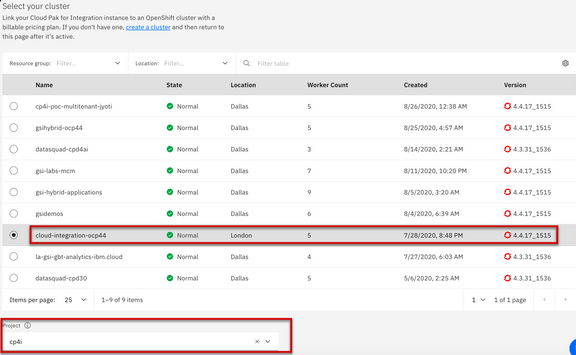 Select your cluster
Link your Cloud Pak for Integration instance to an OpenShift cluster with a
billable pricing plan. If you don't have one, create a cluster and then return to
this page after it's active.
Resource group: Filter... Location: Filter... Filter table
Name State Location Worker Count Created Version
cp4i-poc-multitenant-jyoti Normal Dallas 5 8/26/2020, 12:38 AM 4.4.17_1515
gsihybrid-ocp44 Normal Dallas 5 8/25/2020, 4:57 AM 4.4.17_1515
datasquad-cpd4ai Normal Dallas 3 8/14/2020, 2:21 AM 4.3.31_1536
gsi-labs-mcm Normal Dallas 7 8/11/2020, 10:20 PM 4.4.17_1515
gsi-hybrid-applications Normal Dallas 9 8/5/2020, 3:20 AM 4.4.17_1515
gsidemos Normal Dallas 6 8/4/2020, 6:39 AM 4.4.17_1515
cloud-integration-ocp44 Normal London 5 7/28/2020, 8:48 PM 4.4.17_1515
la-gsi-gbt-analytics-ibm.cloud Normal Dallas 4 7/27/2020, 6:03 AM 4.3.31_1536
datasquad-cpd30 Normal Dallas 5 5/6/2020, 2:25 AM 4.3.31_1536
Items per page: 25 1–9 of 9 items 1 1 of 1 page
Project
cp4i